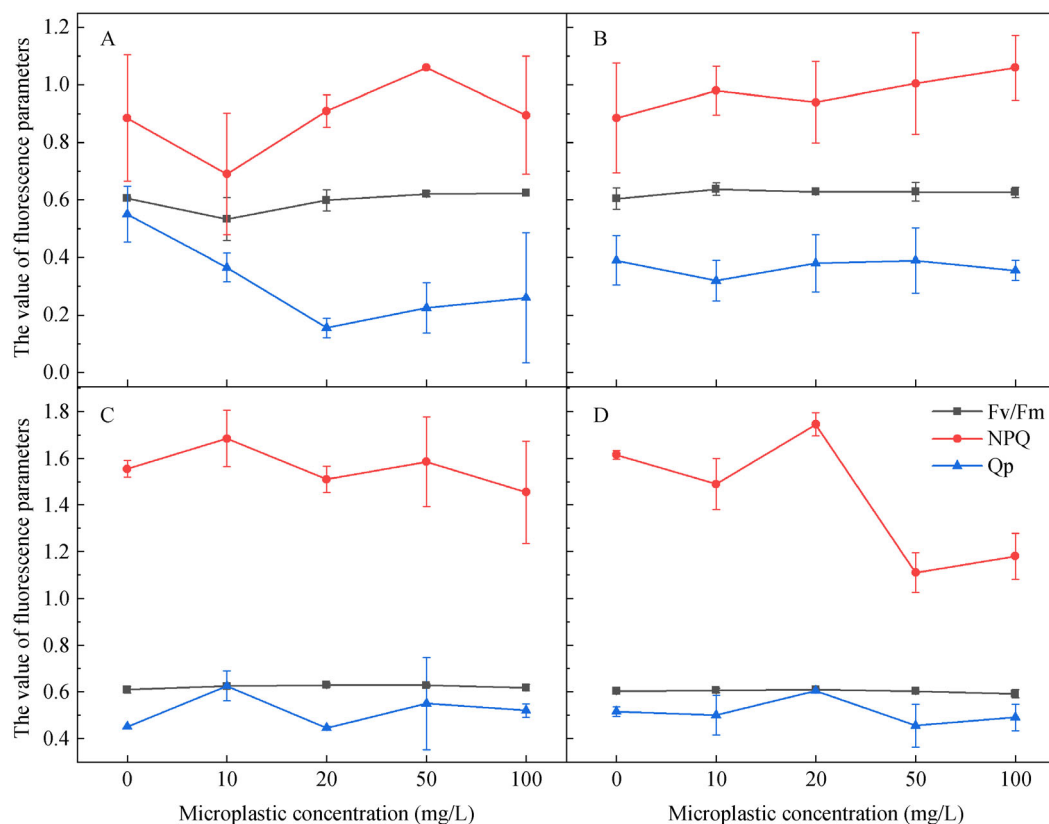 A
B
The value of fluorescence parameters
1.2
1.0
0.8
0.6
0.4
0.2
0.0
C
D
Fv/Fm
NPQ
Qp
The value of fluorescence parameters
1.8
1.6
1.4
1.2
1.0
0.8
0.6
0.4
0 10 20 50 100
0 10 20 50 100
Microplastic concentration (mg/L)
Microplastic concentration (mg/L)